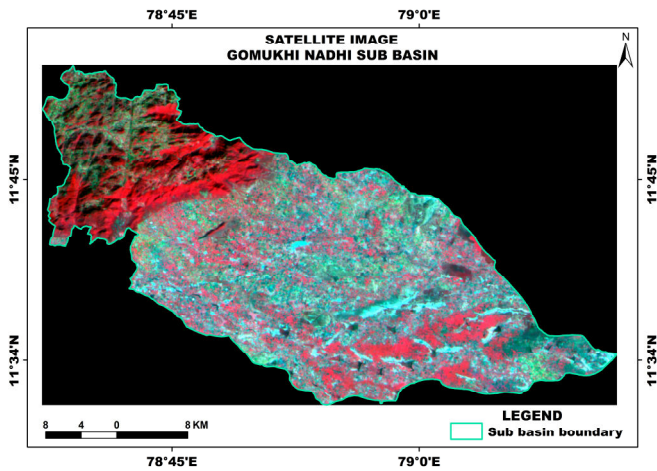 78°45'E 79°0'E
SATELLITE IMAGE
GOMUKHI NADHI SUB BASIN
N
11°45'N 11°45'N
11°34'N 11°34'N
LEGEND
Sub basin boundary
8 4 0 8 KM
78°45'E 79°0'E